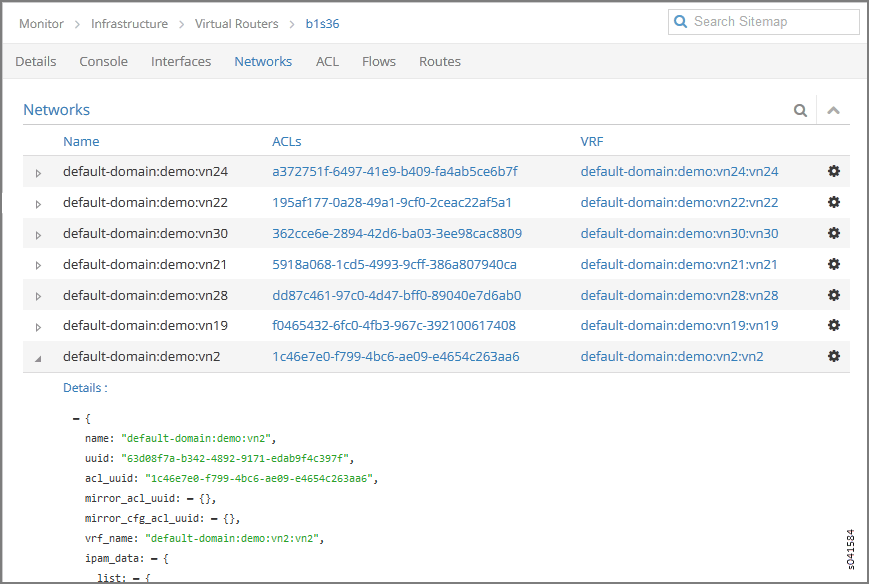 Monitor > Infrastructure > Virtual Routers > b1s36
Search Sitemap
Details Console Interfaces Networks ACL Flows Routes
Networks
Name ACLs VRF
default-domain:demo:vn24 a372751f-6497-41e9-b409-fa4ab5ce6b7f default-domain:demo:vn24:vn24
default-domain:demo:vn22 195af177-0a28-49a1-9cf0-2ceac22af5a1 default-domain:demo:vn22:vn22
default-domain:demo:vn30 362cce6e-2894-42d6-ba03-3ee98cac8809 default-domain:demo:vn30:vn30
default-domain:demo:vn21 5918a068-1cd5-4993-9cff-386a807940ca default-domain:demo:vn21:vn21
default-domain:demo:vn28 dd87c461-97c0-4d47-bff0-89040e7d6ab0 default-domain:demo:vn28:vn28
default-domain:demo:vn19 f0465432-6fc0-4fb3-967c-392100617408 default-domain:demo:vn19:vn19
default-domain:demo:vn2 1c46e7e0-f799-4bc6-ae09-e4654c263aa6 default-domain:demo:vn2:vn2
Details :
– {
name: "default-domain:demo:vn2",
uuid: "63d08f7a-b342-4892-9171-edab9f4c397f",
acl_uuid: "1c46e7e0-f799-4bc6-ae09-e4654c263aa6",
mirror_acl_uuid: – {},
mirror_cfg_acl_uuid: – {},
vrf_name: "default-domain:demo:vn2:vn2",
ipam_data: – {
list: – {
s041584